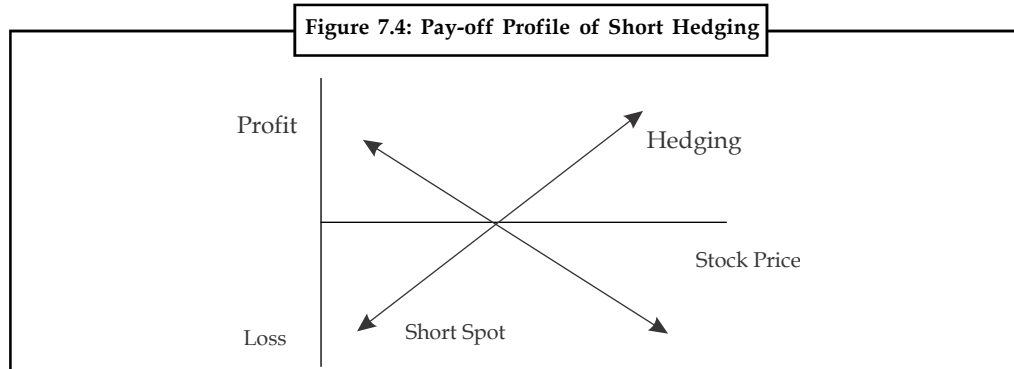 Figure 7.4: Pay-off Profile of Short Hedging
Profit
Hedging
Stock Price
Loss
Short Spot